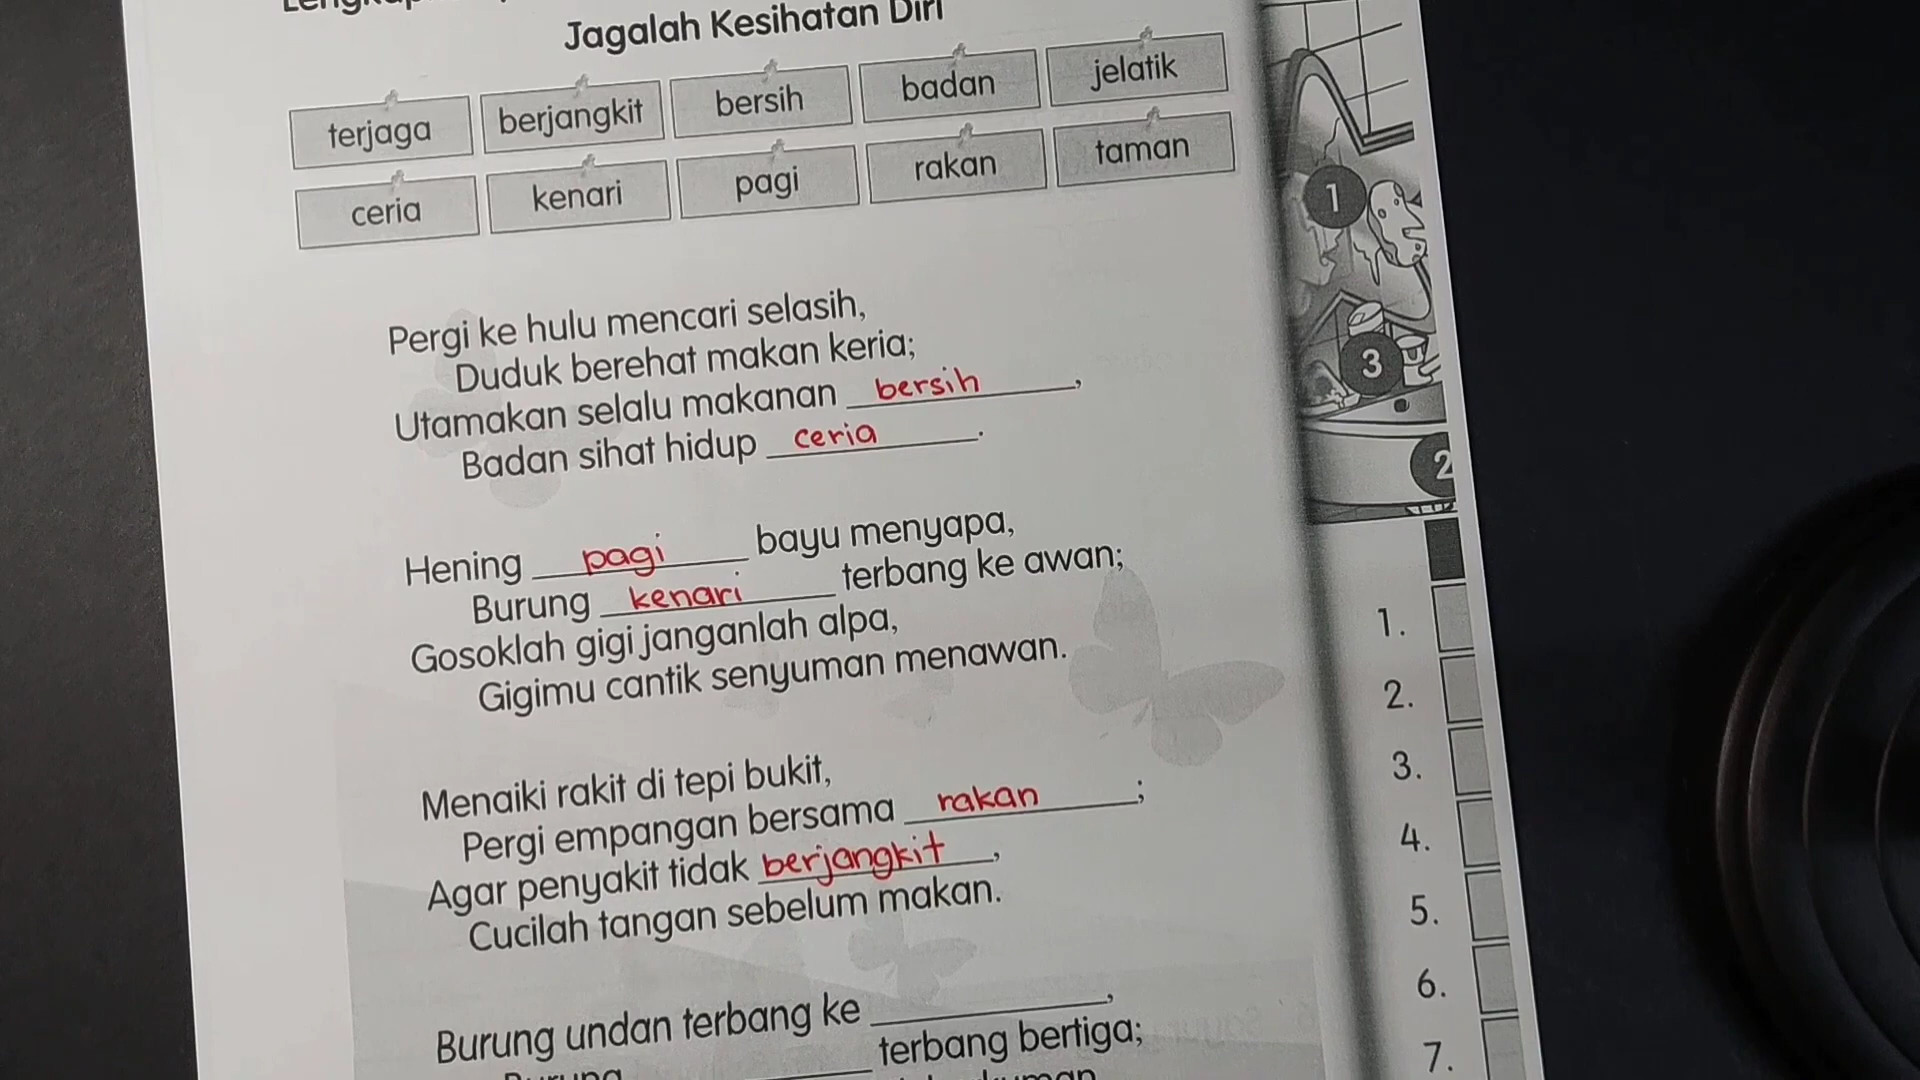 Jagalah Kesihatan Diri
terjaga berjangkit bersih badan jelatik
ceria kenari pagi rakan taman
Pergi ke hulu mencari selasih,
Duduk berehat makan keria;
Utamakan selalu makanan bersih,
Badan sihat hidup ceria.
Hening pagi bayu menyapa,
Burung kenari terbang ke awan;
Gosoklah gigi janganlah alpa,
Gigimu cantik senyuman menawan.
Menaiki rakit di tepi bukit,
Pergi empangan bersama rakan;
Agar penyakit tidak berjangkit,
Cucilah tangan sebelum makan.
Burung undan terbang ke ,
Burung terbang bertiga;
1
3
2
1.
2.
3.
4.
5.
6.
7.